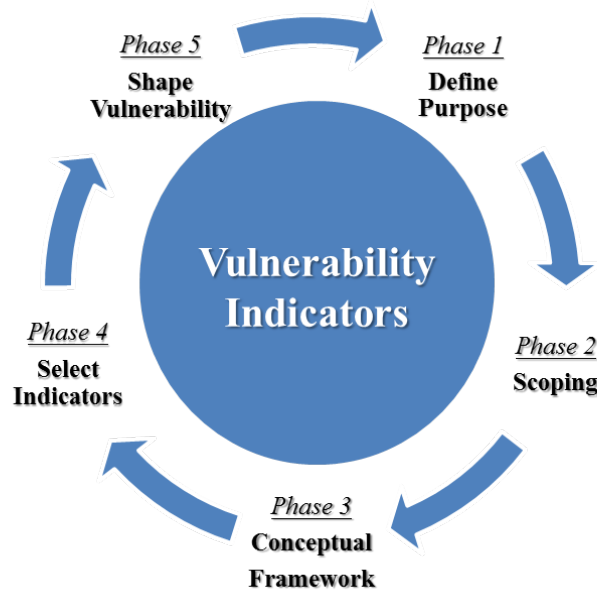 Phase 1
Define
Purpose
Phase 2
Scoping
Phase 3
Conceptual
Framework
Phase 4
Select
Indicators
Phase 5
Shape
Vulnerability
Vulnerability
Indicators